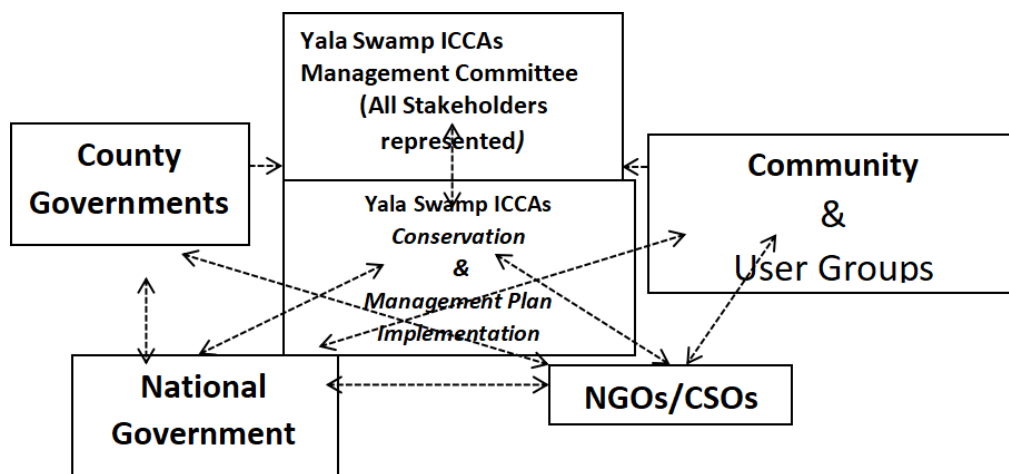 Yala Swamp ICCAs
Management Committee
(All Stakeholders
represented)
County
Governments
Community
&
User Groups
Yala Swamp ICCAs
Conservation
&
Management Plan
Implementation
National
Government
NGOs/CSOs